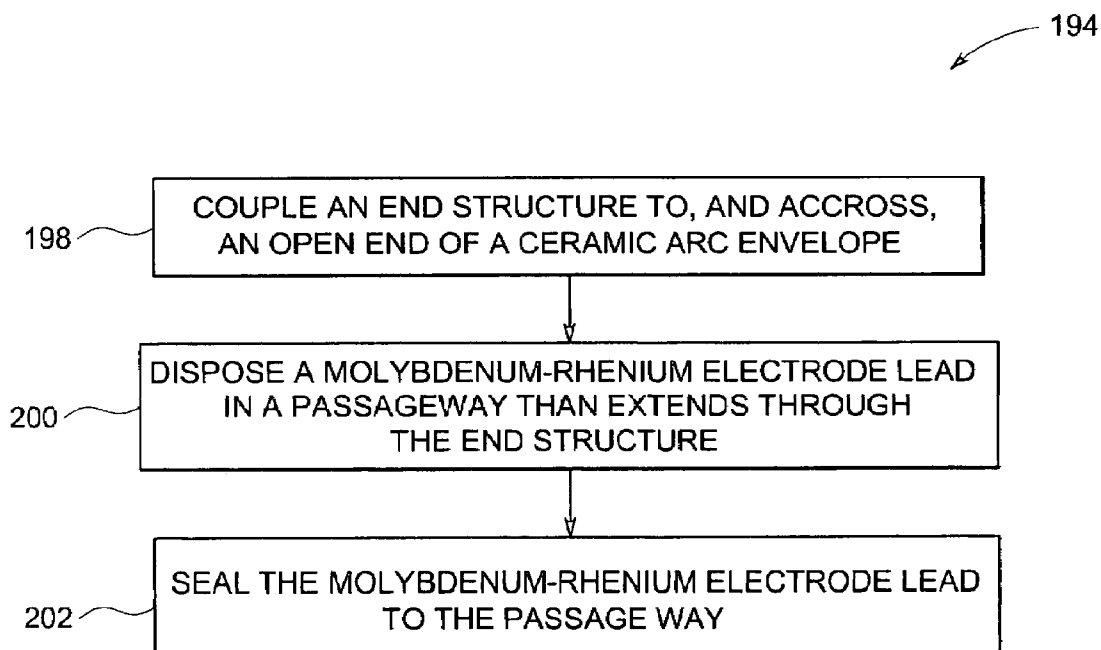 194
198
COUPLE AN END STRUCTURE TO, AND ACCROSS,
AN OPEN END OF A CERAMIC ARC ENVELOPE
200
DISPOSE A MOLYBDENUM-RHENIUM ELECTRODE LEAD
IN A PASSAGEWAY THAN EXTENDS THROUGH
THE END STRUCTURE
202
SEAL THE MOLYBDENUM-RHENIUM ELECTRODE LEAD
TO THE PASSAGE WAY